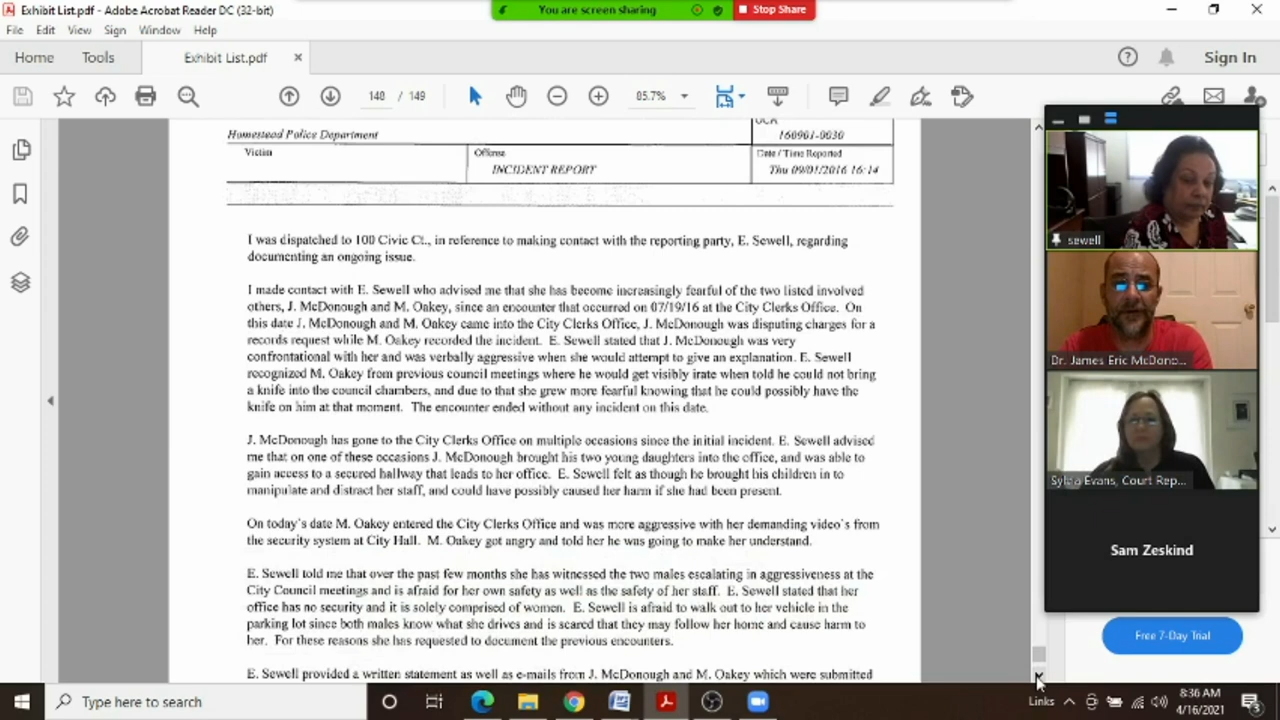 Exhibit List.pdf - Adobe Acrobat Reader DC (32-bit)
You are screen sharing
Stop Share
File Edit View Sign Window Help
Home Tools Exhibit List.pdf
Sign In
148 / 149
85.7%
Homestead Police Department
OCA
160901-0030
Victim
Offense
INCIDENT REPORT
Date / Time Reported
Thu 09/01/2016 16:14
I was dispatched to 100 Civic Ct., in reference to making contact with the reporting party, E. Sewell, regarding
documenting an ongoing issue.
I made contact with E. Sewell who advised me that she has become increasingly fearful of the two listed involved
others, J. McDonough and M. Oakey, since an encounter that occurred on 07/19/16 at the City Clerks Office. On
this date J. McDonough and M. Oakey came into the City Clerks Office, J. McDonough was disputing charges for a
records request while M. Oakey recorded the incident. E. Sewell stated that J. McDonough was very
confrontational with her and was verbally aggressive when she would attempt to give an explanation. E. Sewell
recognized M. Oakey from previous council meetings where he would get visibly irate when told he could not bring
a knife into the council chambers, and due to that she grew more fearful knowing that he could possibly have the
knife on him at that moment. The encounter ended without any incident on this date.
J. McDonough has gone to the City Clerks Office on multiple occasions since the initial incident. E. Sewell advised
me that on one of these occasions J. McDonough brought his two young daughters into the office, and was able to
gain access to a secured hallway that leads to her office. E. Sewell felt as though he brought his children in to
manipulate and distract her staff, and could have possibly caused her harm if she had been present.
On today's date M. Oakey entered the City Clerks Office and was more aggressive with her demanding video's from
the security system at City Hall. M. Oakey got angry and told her he was going to make her understand.
E. Sewell told me that over the past few months she has witnessed the two males escalating in aggressiveness at the
City Council meetings and is afraid for her own safety as well as the safety of her staff. E. Sewell stated that her
office has no security and it is solely comprised of women. E. Sewell is afraid to walk out to her vehicle in the
parking lot since both males know what she drives and is scared that they may follow her home and cause harm to
her. For these reasons she has requested to document the previous encounters.
E. Sewell provided a written statement as well as e-mails from J. McDonough and M. Oakey which were submitted
sewell
Dr. James Eric McDono...
Sylvia Evans, Court Rep...
Sam Zeskind
Free 7-Day Trial
Type here to search
Links
8:36 AM
4/16/2021
3